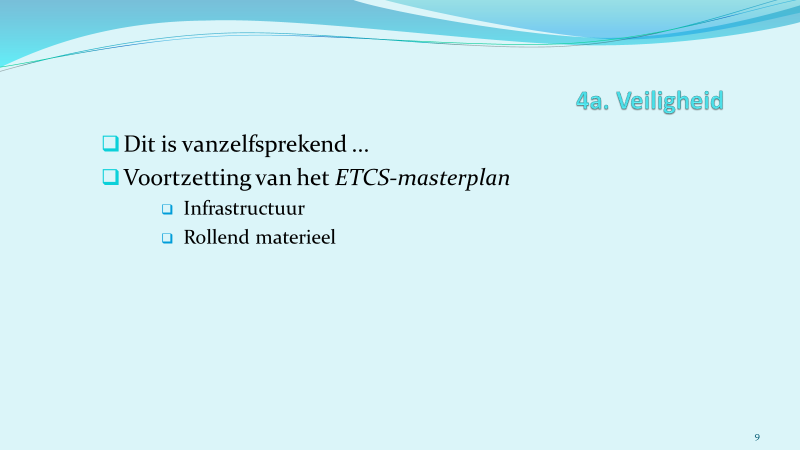 4a. Veiligheid
Dit is vanzelfsprekend ...
Voortzetting van het ETCS-masterplan
Infrastructuur
Rollend materieel
9